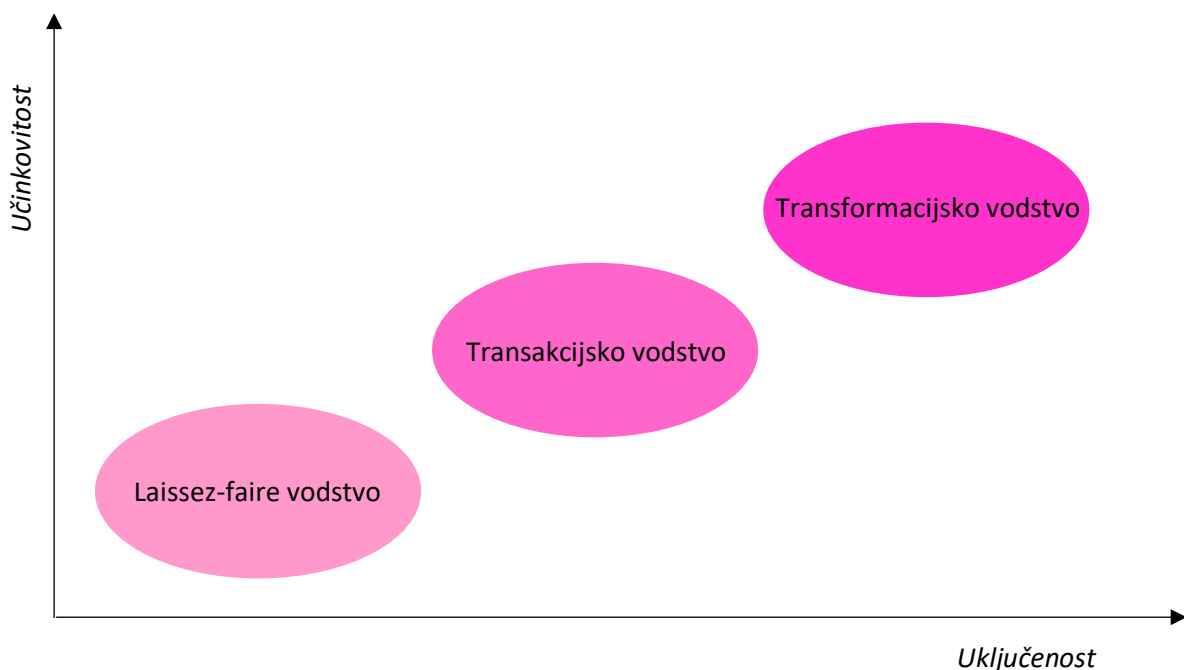 Učinkovitost
Transformacijsko vodstvo
Transakcijsko vodstvo
Laissez-faire vodstvo
Uključenost